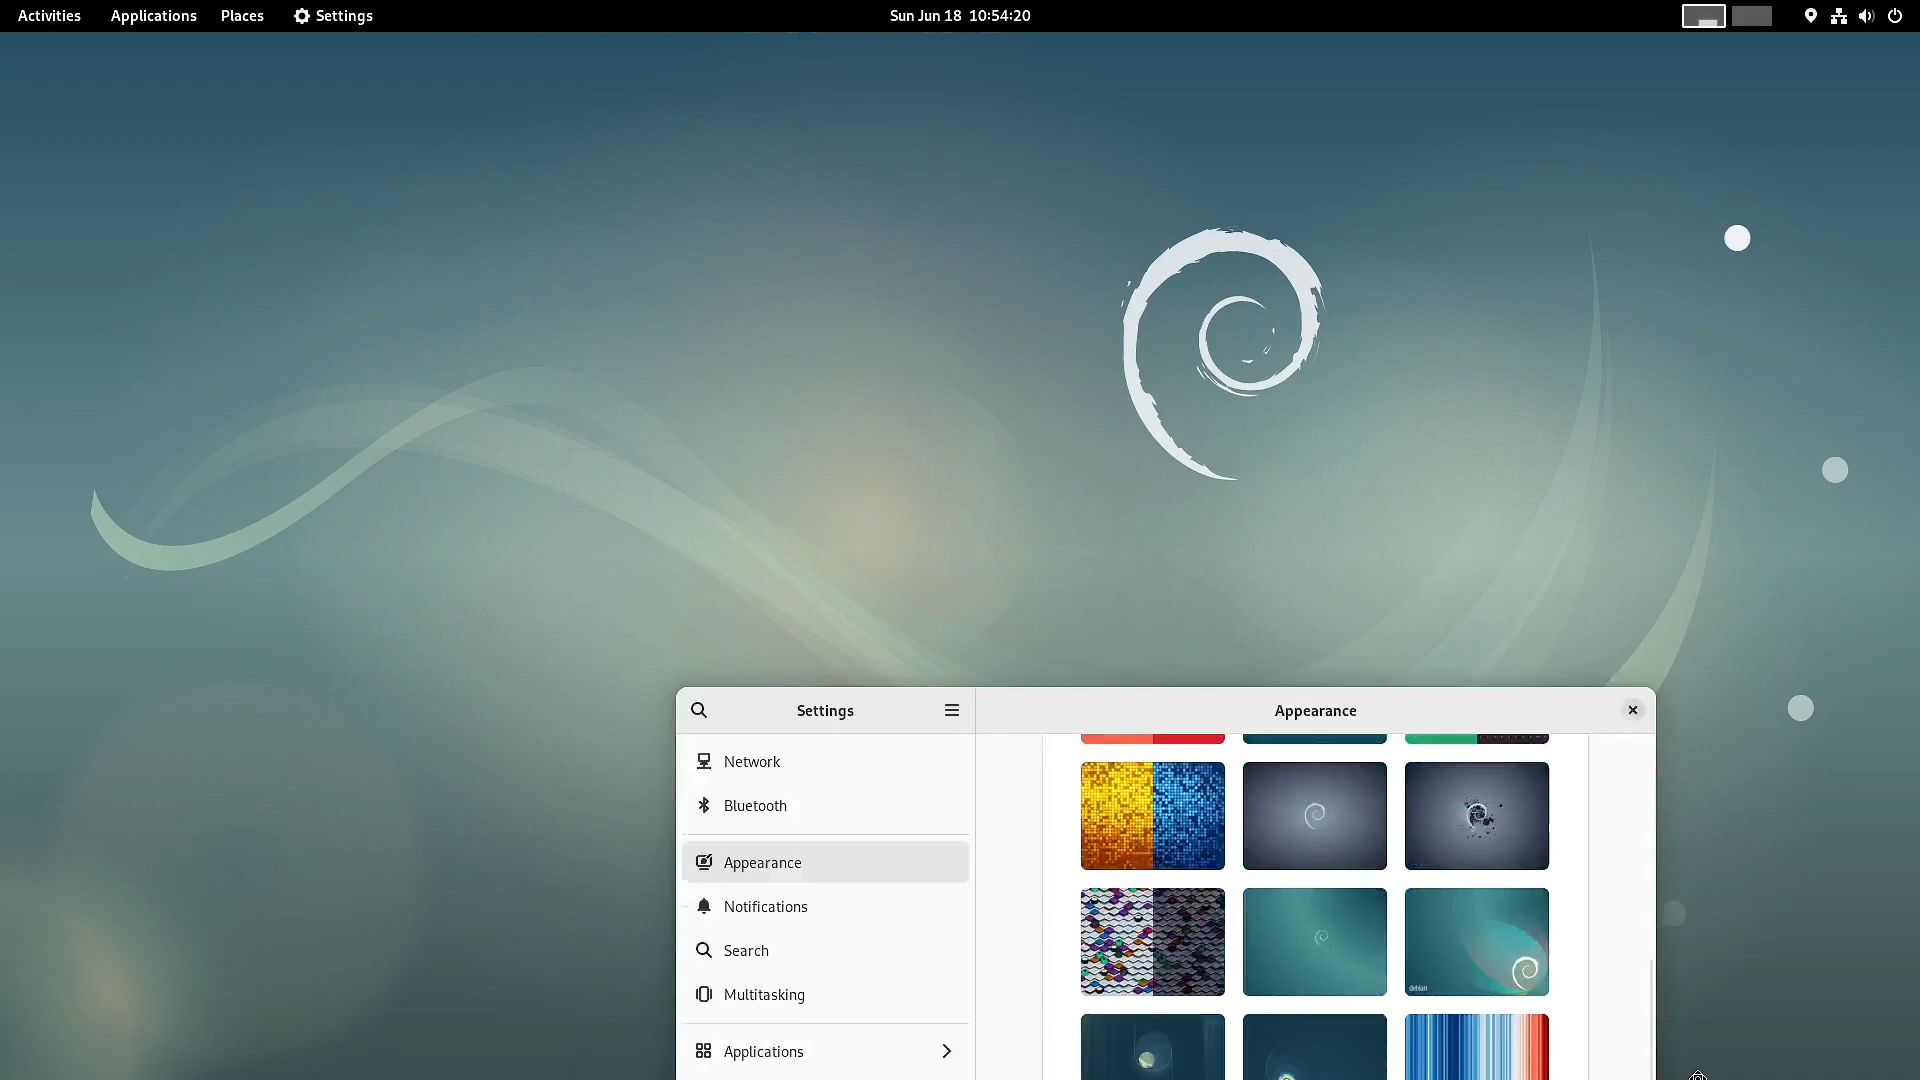 Activities Applications Places Settings Sun Jun 18 10:54:20
Settings Appearance
Network
Bluetooth
Appearance
Notifications
Search
Multitasking
debian
Applications